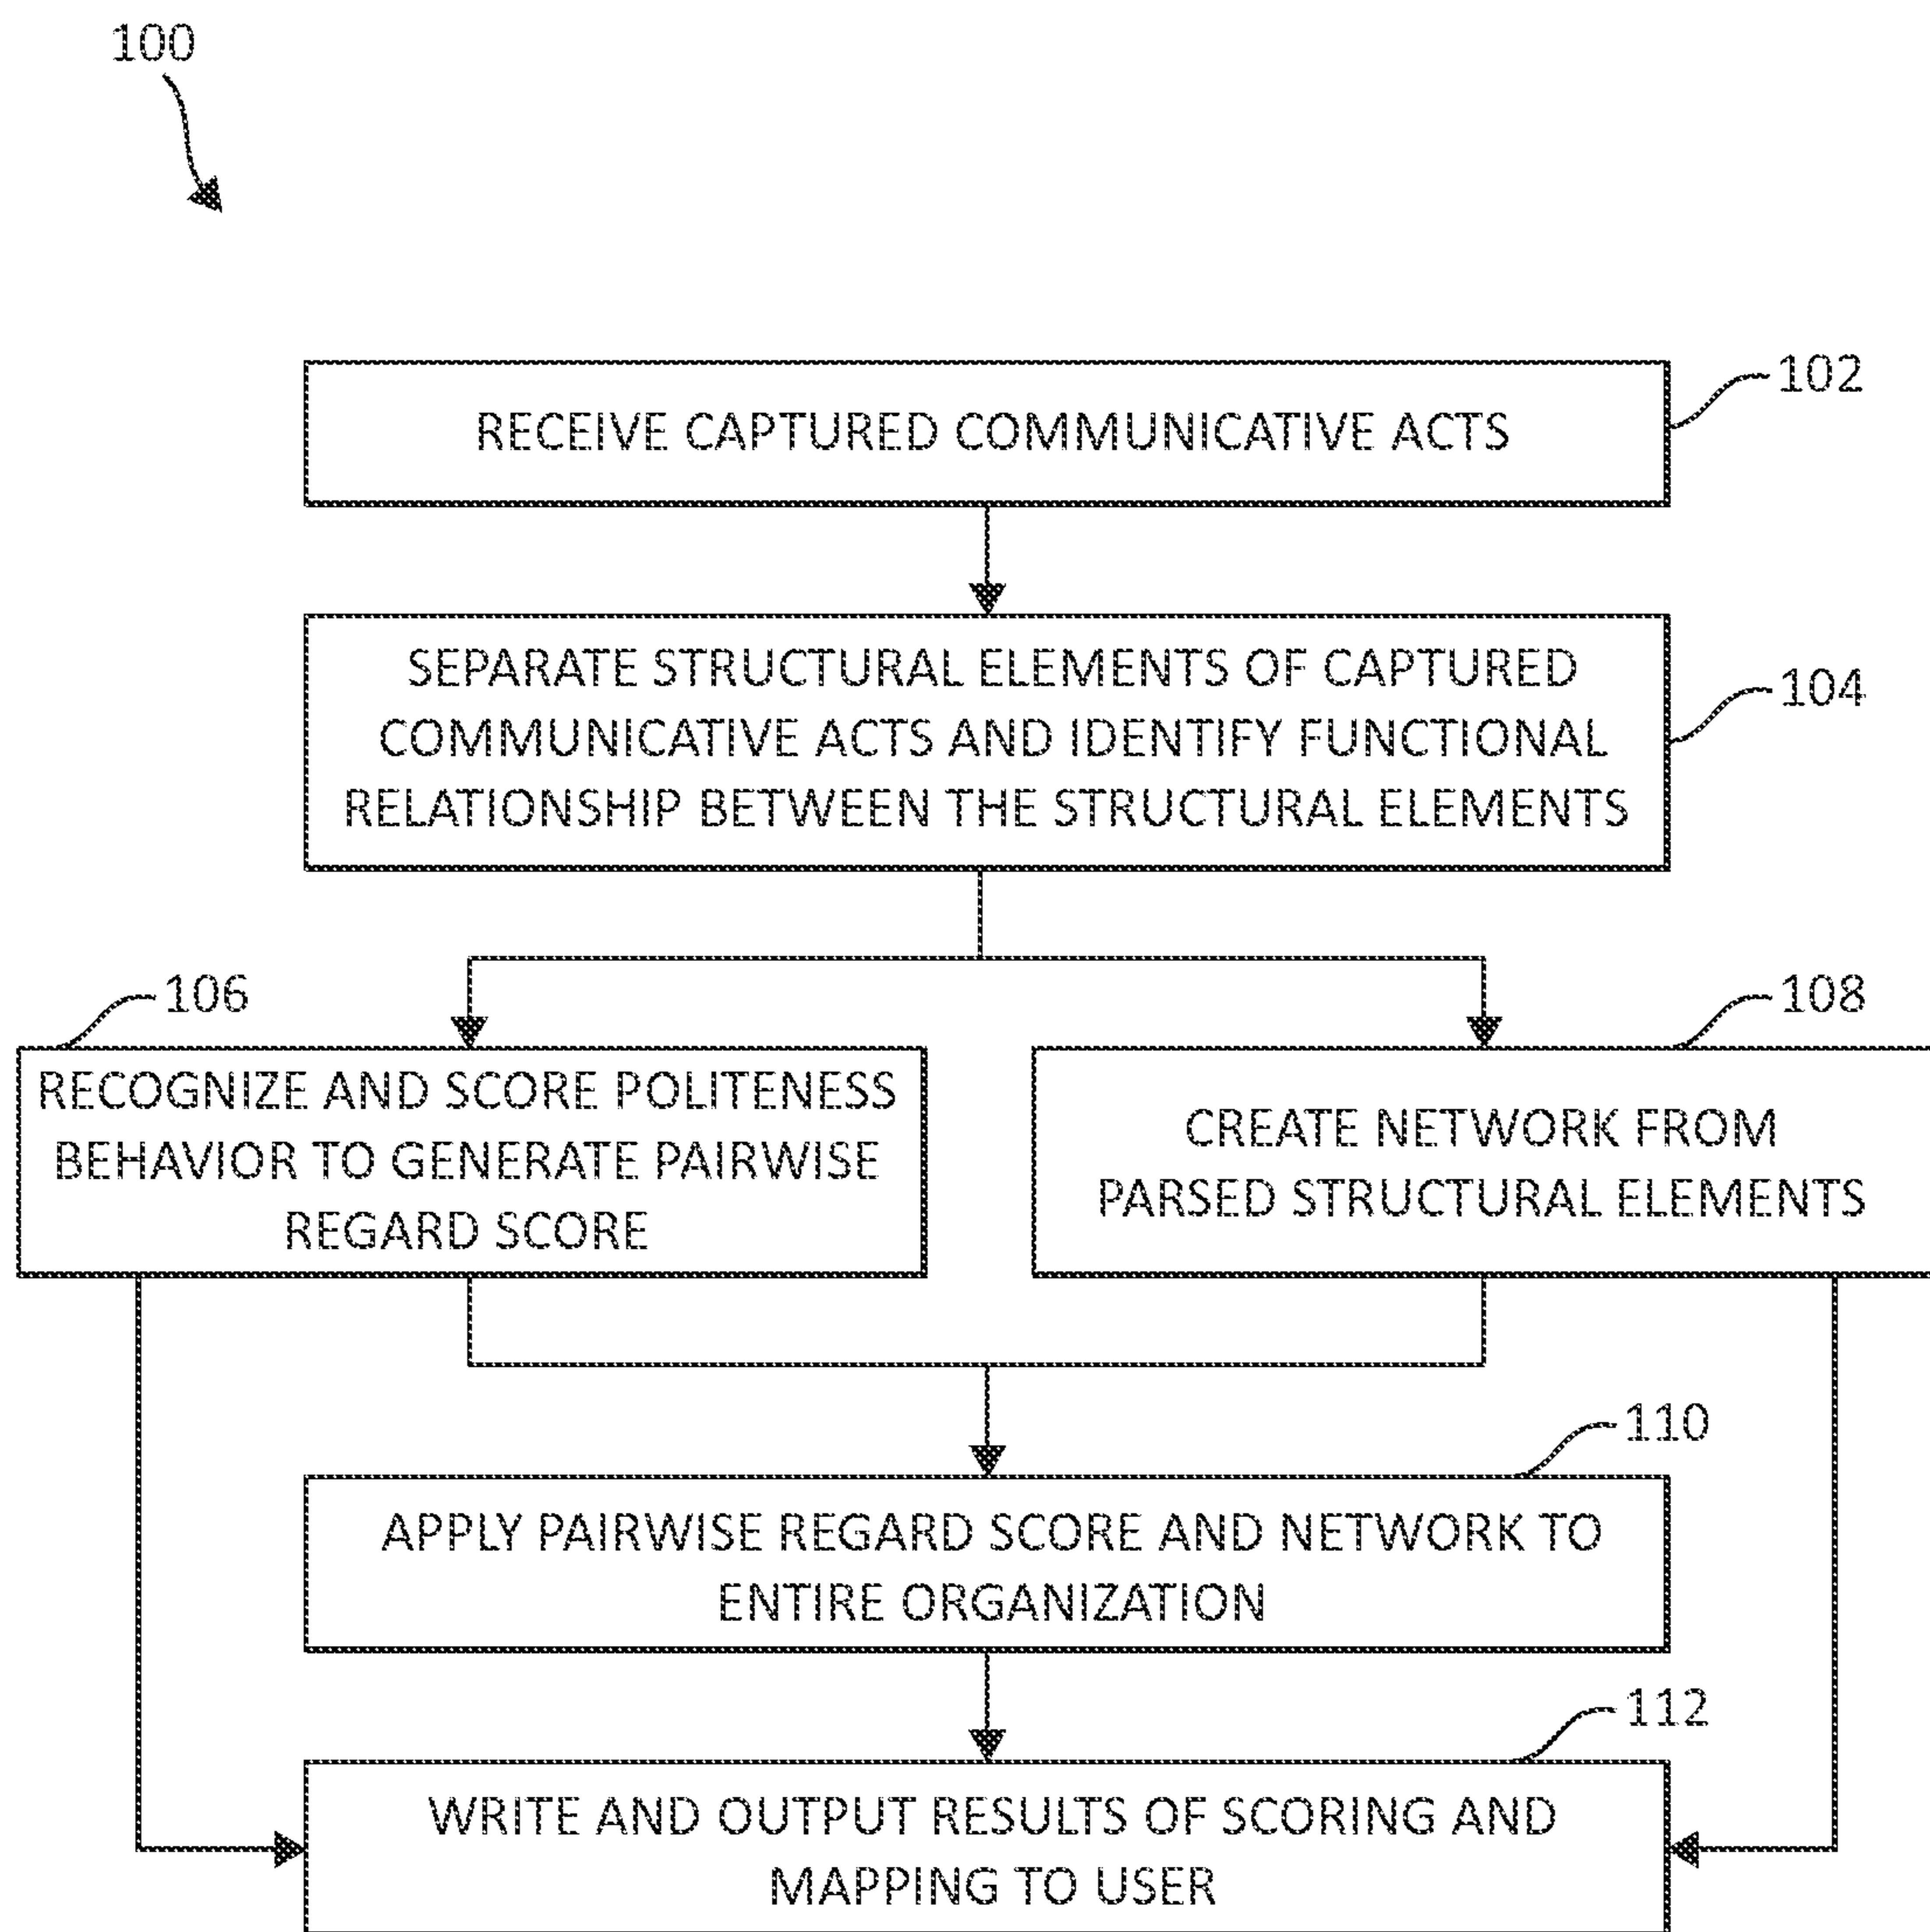 100
RECEIVE CAPTURED COMMUNICATIVE ACTS
102
SEPARATE STRUCTURAL ELEMENTS OF CAPTURED
COMMUNICATIVE ACTS AND IDENTIFY FUNCTIONAL
RELATIONSHIP BETWEEN THE STRUCTURAL ELEMENTS
104
106
RECOGNIZE AND SCORE POLITENESS
BEHAVIOR TO GENERATE PAIRWISE
REGARD SCORE
108
CREATE NETWORK FROM
PARSED STRUCTURAL ELEMENTS
110
APPLY PAIRWISE REGARD SCORE AND NETWORK TO
ENTIRE ORGANIZATION
112
WRITE AND OUTPUT RESULTS OF SCORING AND
MAPPING TO USER